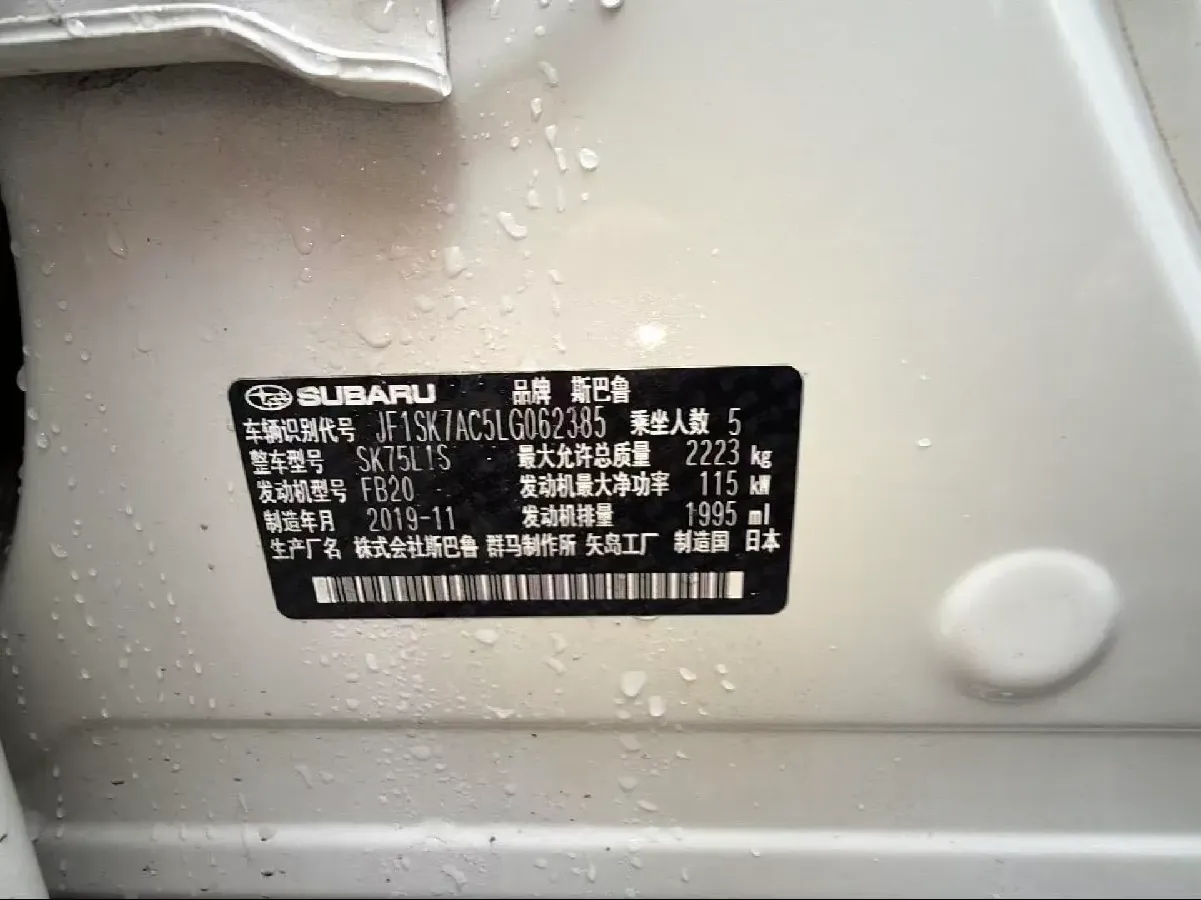 SUBARU 品牌 斯巴鲁
车辆识别代号 JF1SK7AC5LG062385 乘坐人数 5
整车型号 SK75L1S 最大允许总质量 2223 kg
发动机型号 FB20 发动机最大净功率 115 kW
制造年月 2019-11 发动机排量 1995 ml
生产厂名 株式会社斯巴鲁 群马制作所 矢岛工厂 制造国 日本